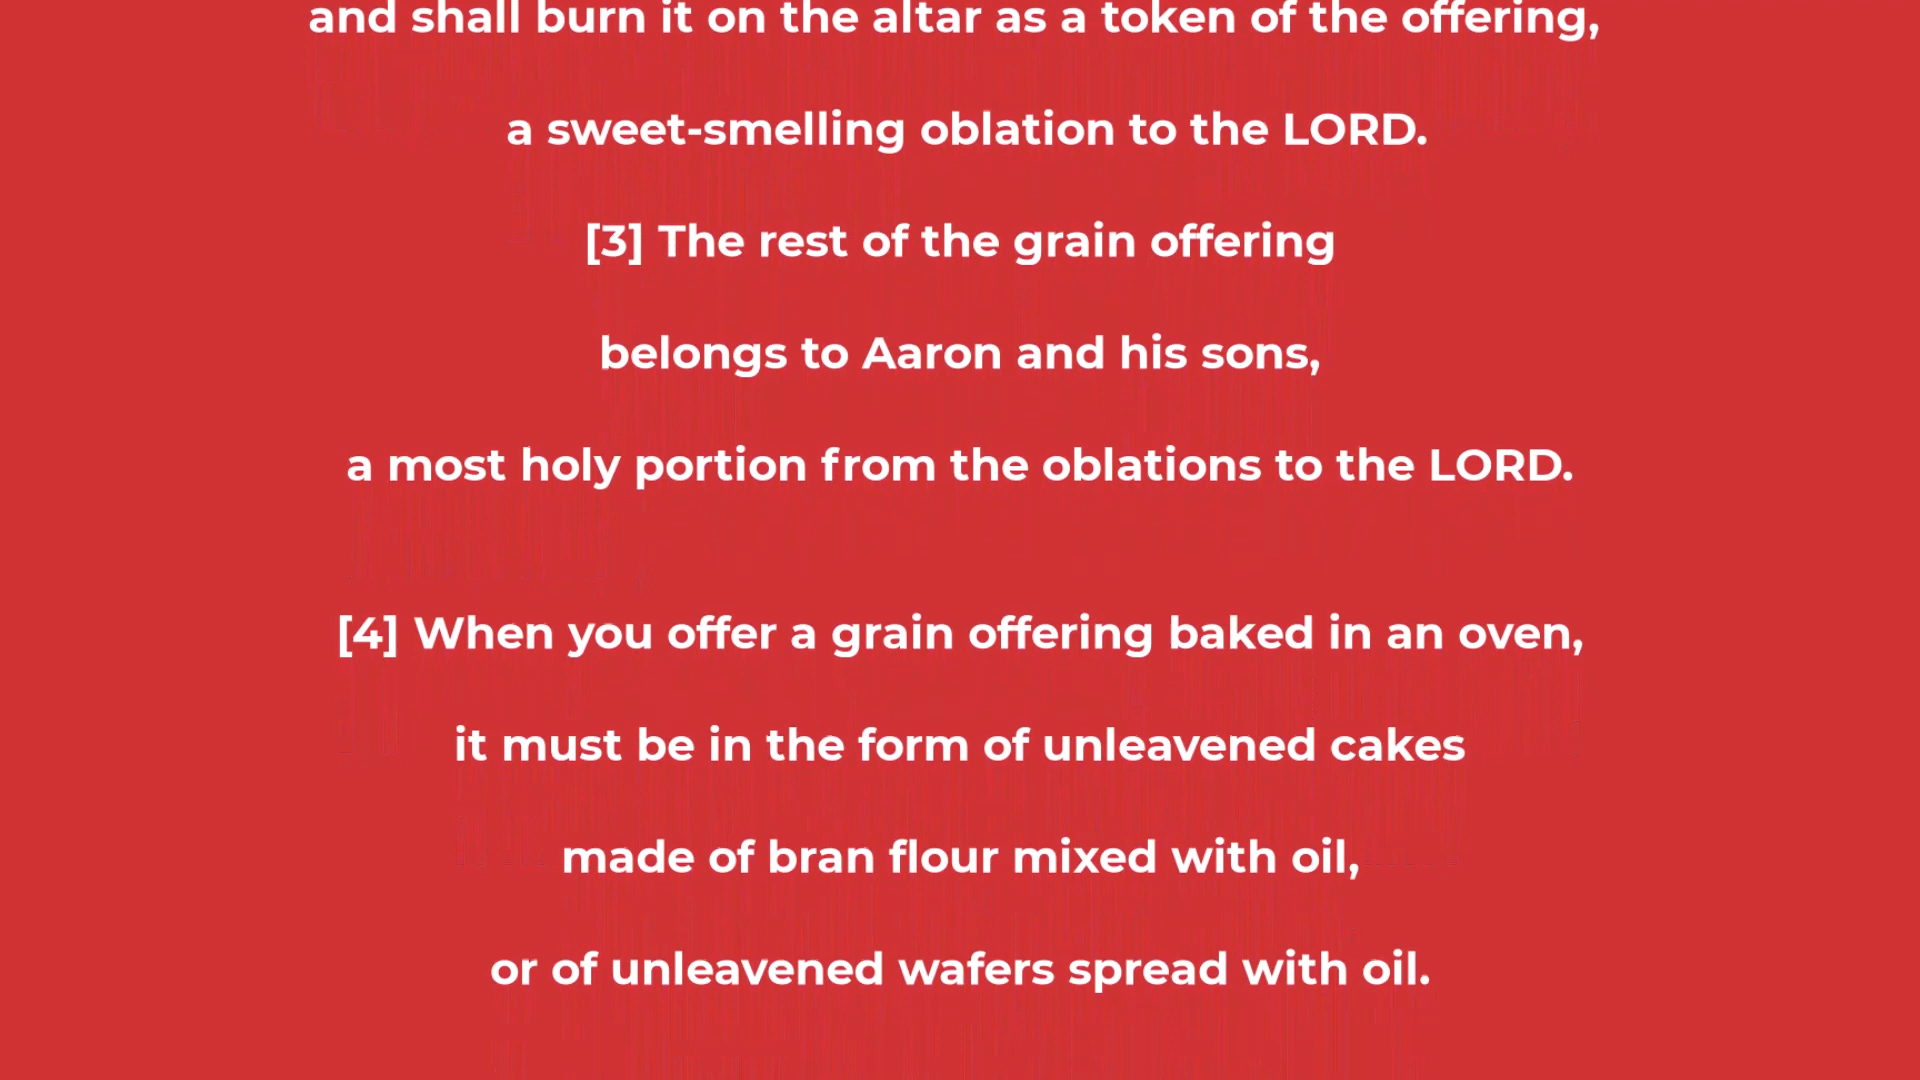 and shall burn it on the altar as a token of the offering,
a sweet-smelling oblation to the LORD.
[3] The rest of the grain offering
belongs to Aaron and his sons,
a most holy portion from the oblations to the LORD.
[4] When you offer a grain offering baked in an oven,
it must be in the form of unleavened cakes
made of bran flour mixed with oil,
or of unleavened wafers spread with oil.